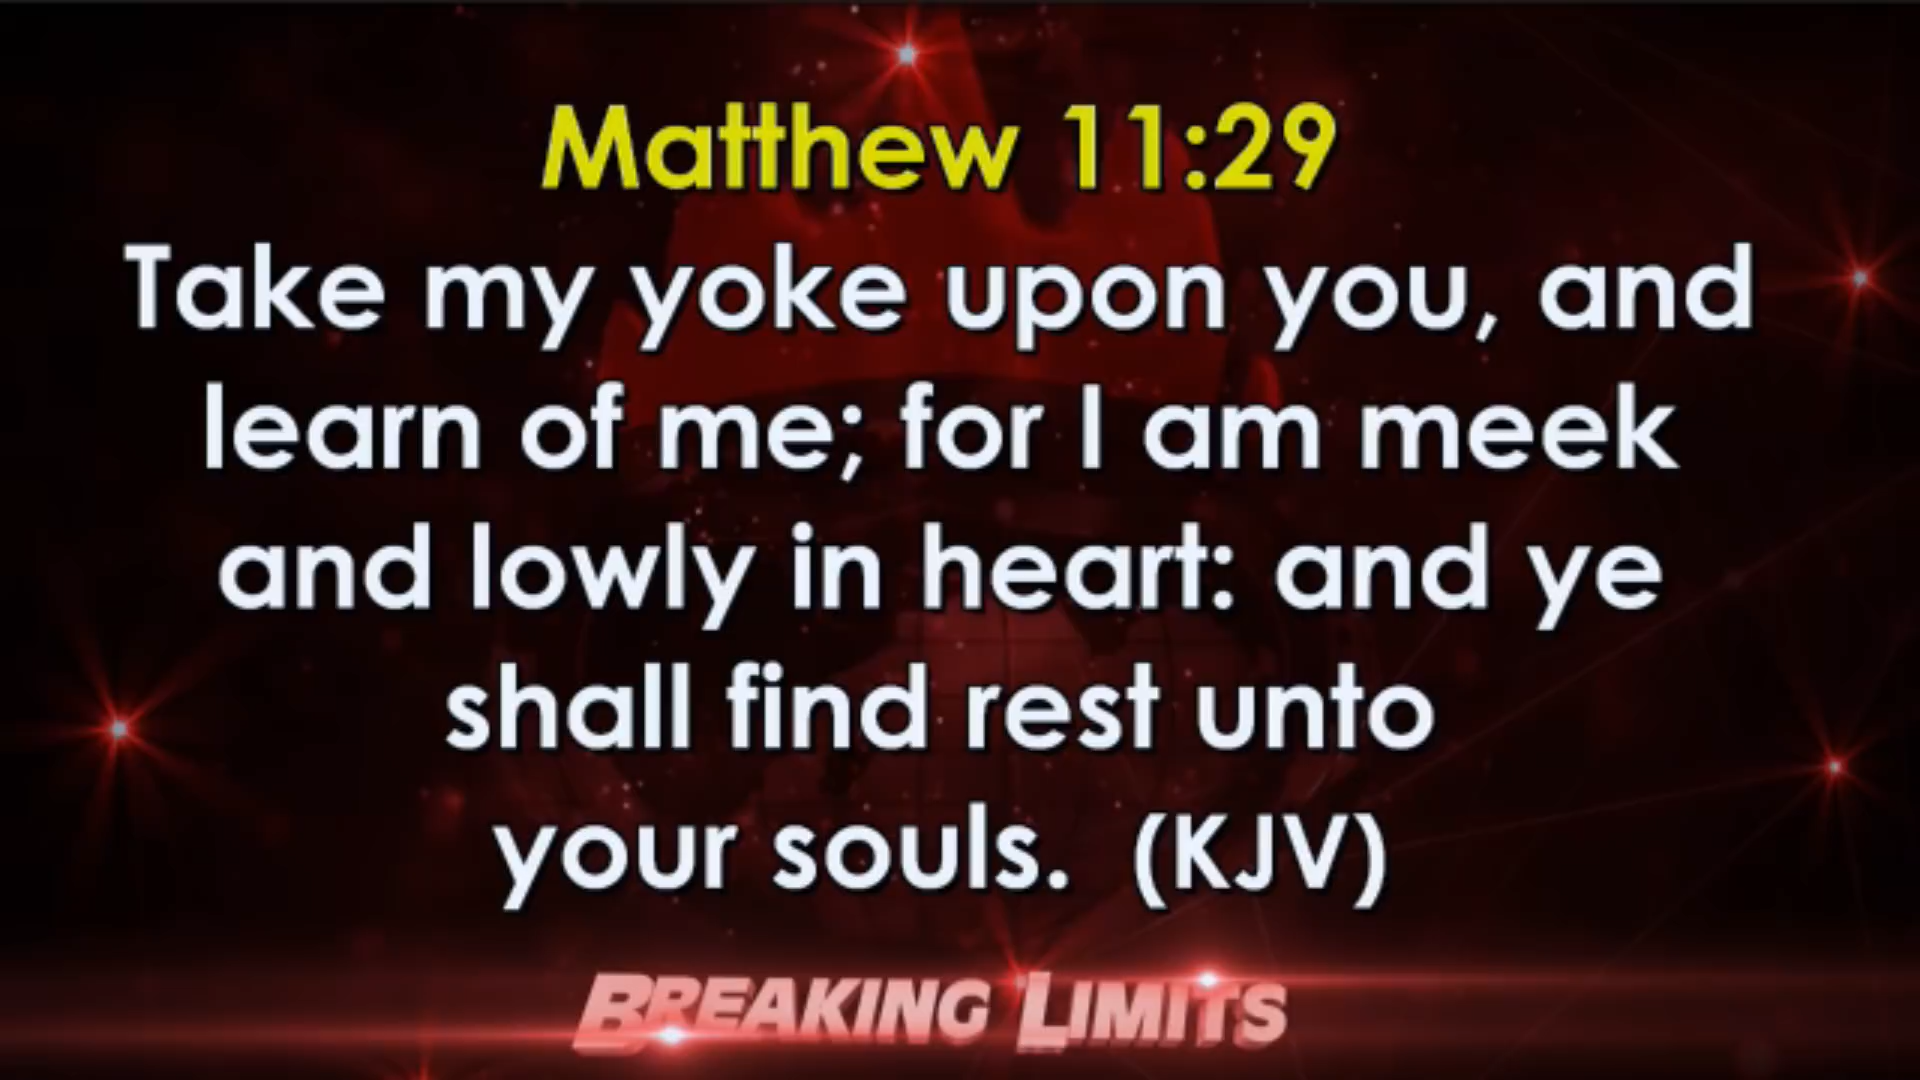 Matthew 11:29
Take my yoke upon you, and
learn of me; for I am meek
and lowly in heart: and ye
shall find rest unto
your souls.  (KJV)
BREAKING LIMITS